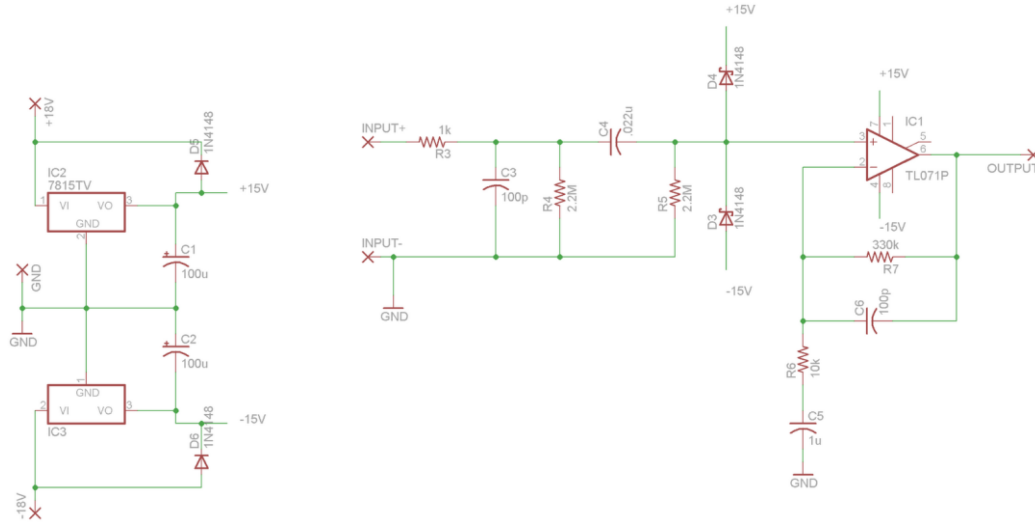 +18V
D5
1N4148
IC2
7815TV
1
VI
VO
3
GND
2
+15V
C1
100u
GND
GND
C2
100u
1
GND
2
VI
VO
3
IC3
-15V
D6
1N4148
-18V
INPUT+
1k
R3
C3
100p
R4
2.2M
C4
.022u
R5
2.2M
INPUT-
GND
+15V
D4
1N4148
D3
1N4148
-15V
+15V
7
1
IC1
3
+
5
6
2
-
4
8
TL071P
-15V
OUTPUT
330k
R7
C6
100p
R6
10k
C5
1u
GND